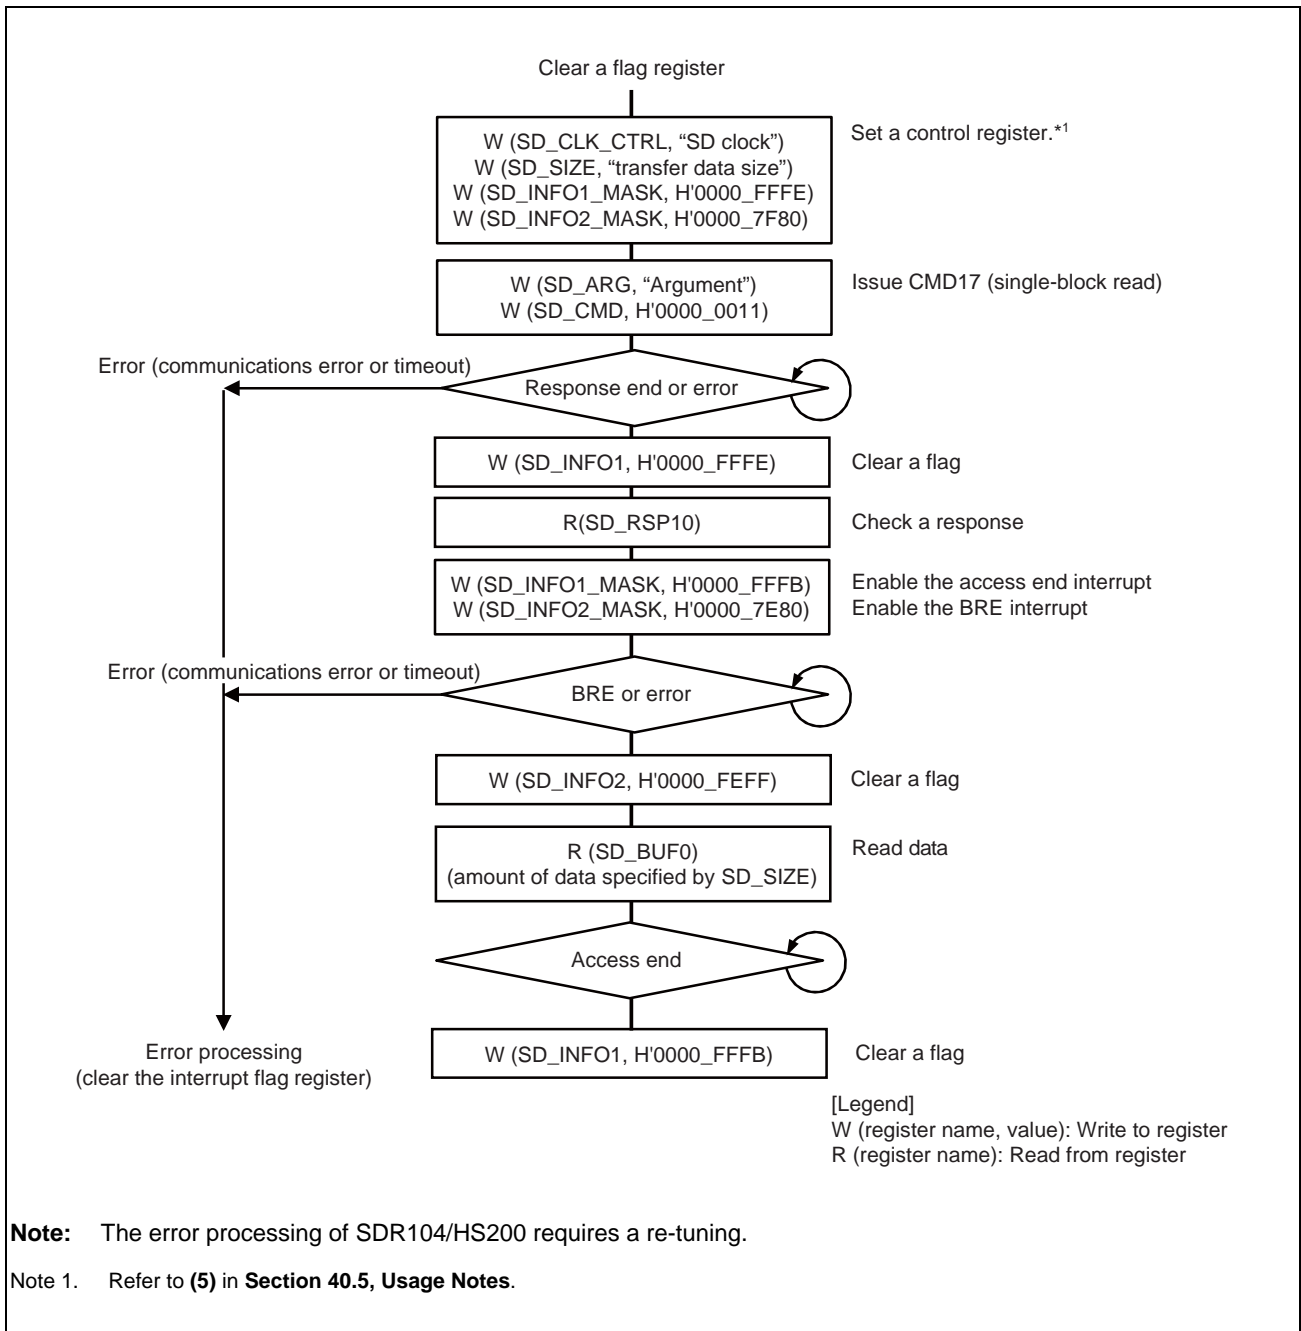 Clear a flag register
W (SD_CLK_CTRL, “SD clock”)
W (SD_SIZE, “transfer data size”)
W (SD_INFO1_MASK, H'0000_FFFE)
W (SD_INFO2_MASK, H'0000_7F80)
Set a control register.*1
W (SD_ARG, “Argument”)
W (SD_CMD, H'0000_0011)
Issue CMD17 (single-block read)
Error (communications error or timeout)
Response end or error
W (SD_INFO1, H'0000_FFFE)
Clear a flag
R(SD_RSP10)
Check a response
W (SD_INFO1_MASK, H'0000_FFFB)
W (SD_INFO2_MASK, H'0000_7E80)
Enable the access end interrupt
Enable the BRE interrupt
Error (communications error or timeout)
BRE or error
W (SD_INFO2, H'0000_FEFF)
Clear a flag
R (SD_BUF0)
(amount of data specified by SD_SIZE)
Read data
Access end
Error processing
(clear the interrupt flag register)
W (SD_INFO1, H'0000_FFFB)
Clear a flag
[Legend]
W (register name, value): Write to register
R (register name): Read from register
Note: The error processing of SDR104/HS200 requires a re-tuning.
Note 1. Refer to (5) in Section 40.5, Usage Notes.